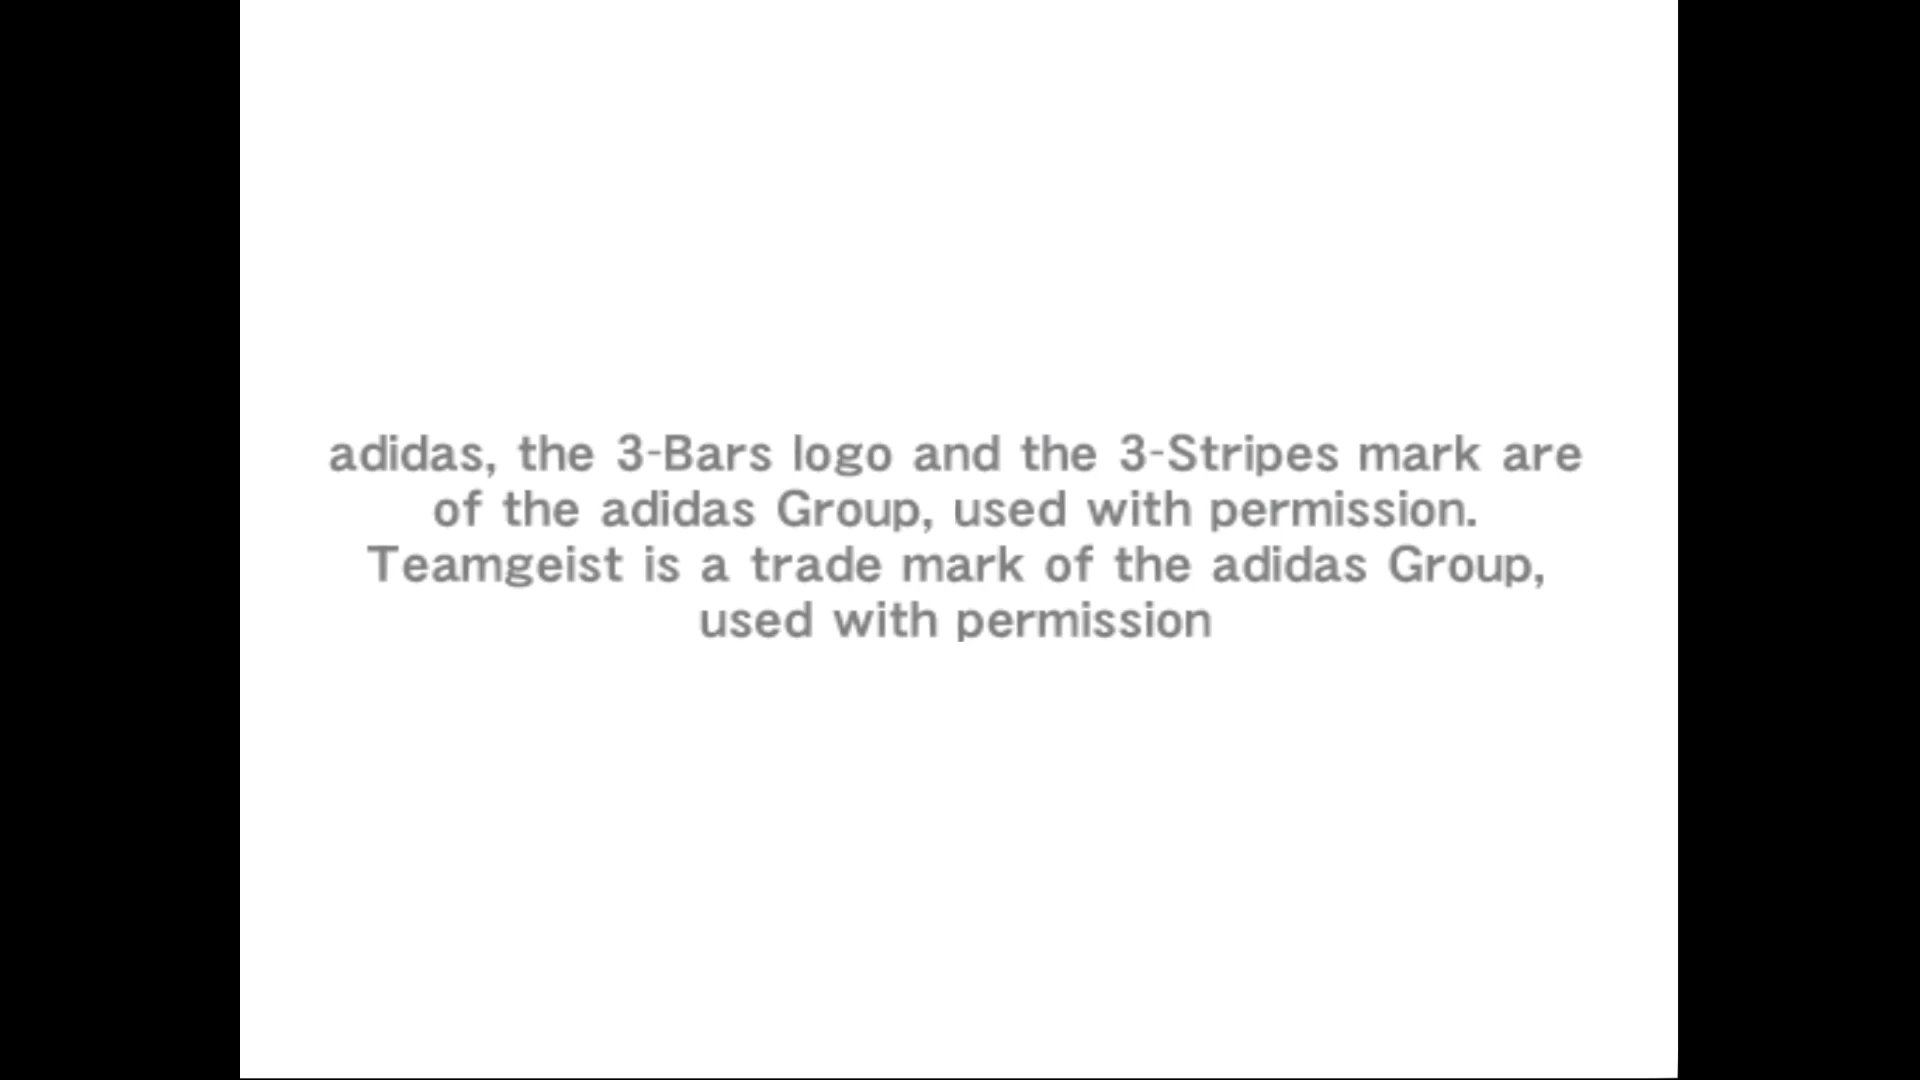 adidas, the 3-Bars logo and the 3-Stripes mark are
of the adidas Group, used with permission.
Teamgeist is a trade mark of the adidas Group,
used with permission